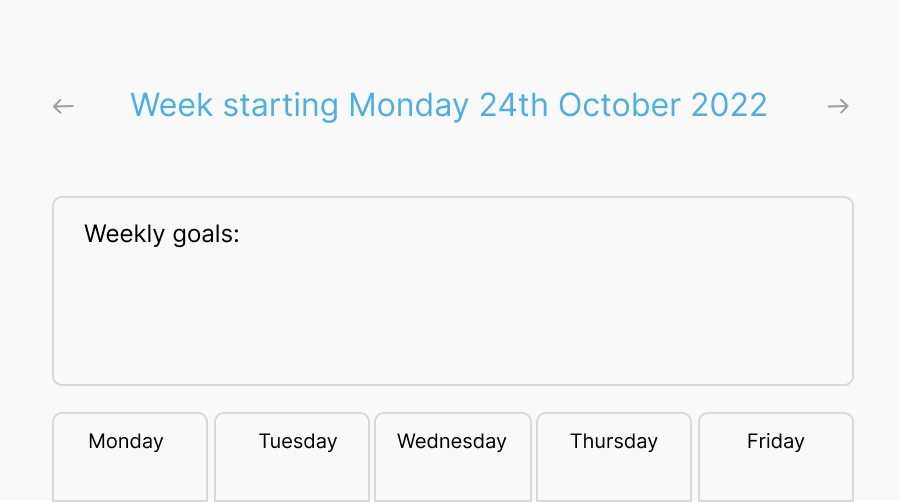 Week starting Monday 24th October 2022
Weekly goals:
Monday Tuesday Wednesday Thursday Friday